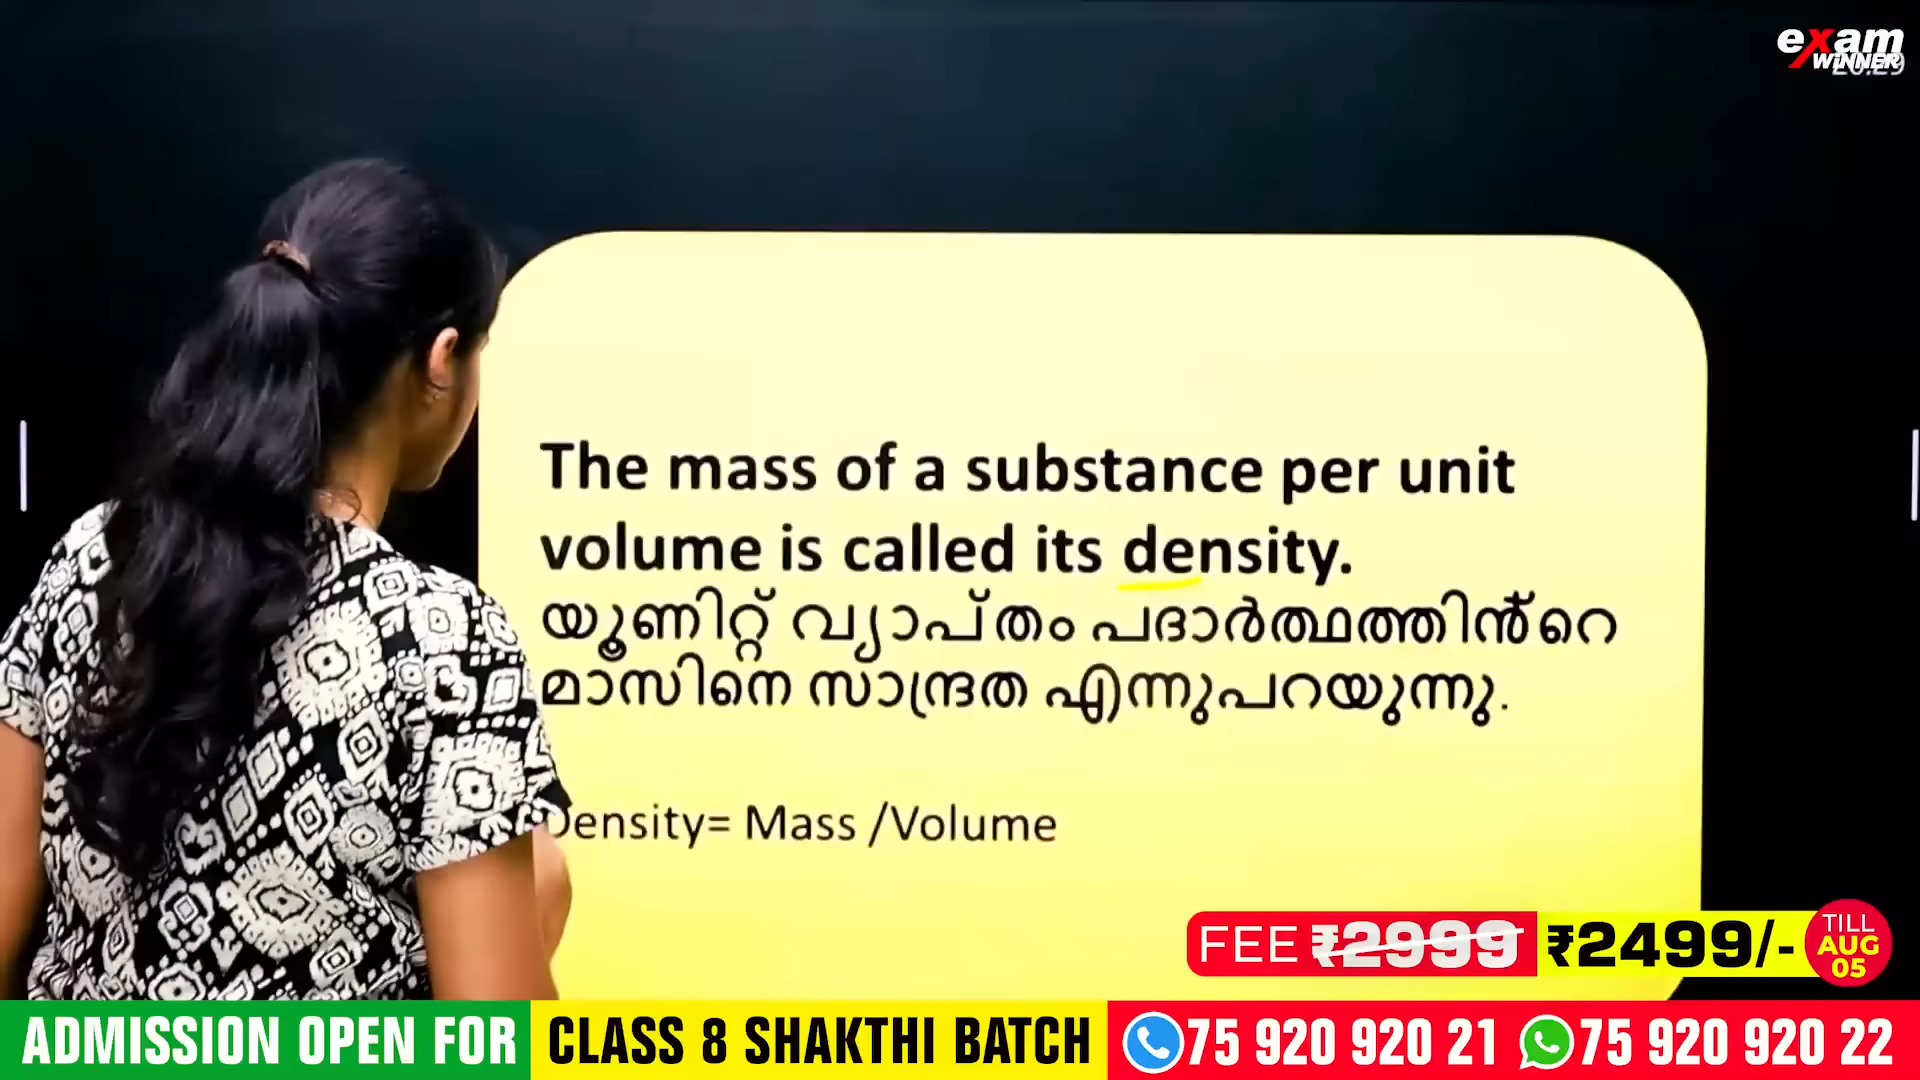 exam
WINNER
The mass of a substance per unit
volume is called its density.
യൂണിറ്റ് വ്യാപ്തം പദാർത്ഥത്തിൻ്റെ
മാസിനെ സാന്ദ്രത എന്നുപറയുന്നു.
Density= Mass /Volume
FEE ₹2999 ₹2499/-
TILL
AUG
05
ADMISSION OPEN FOR CLASS 8 SHAKTHI BATCH 75 920 920 21 75 920 920 22